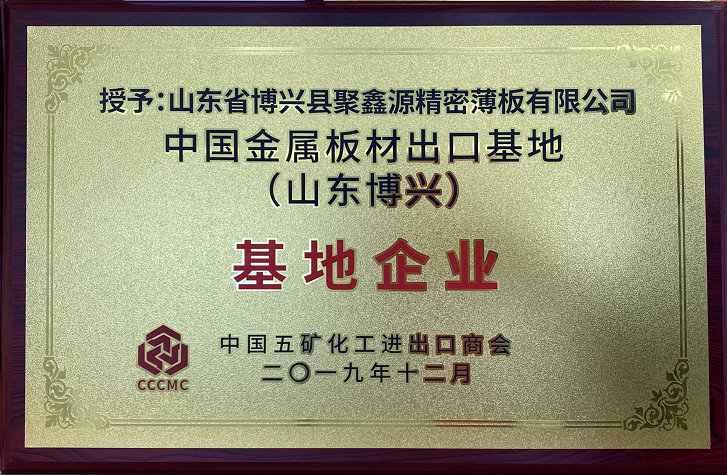 授予：山东省博兴县聚鑫源精密薄板有限公司
中国金属板材出口基地
（山东博兴）
基地企业
中国五矿化工进出口商会
CCCMC
二〇一九年十二月